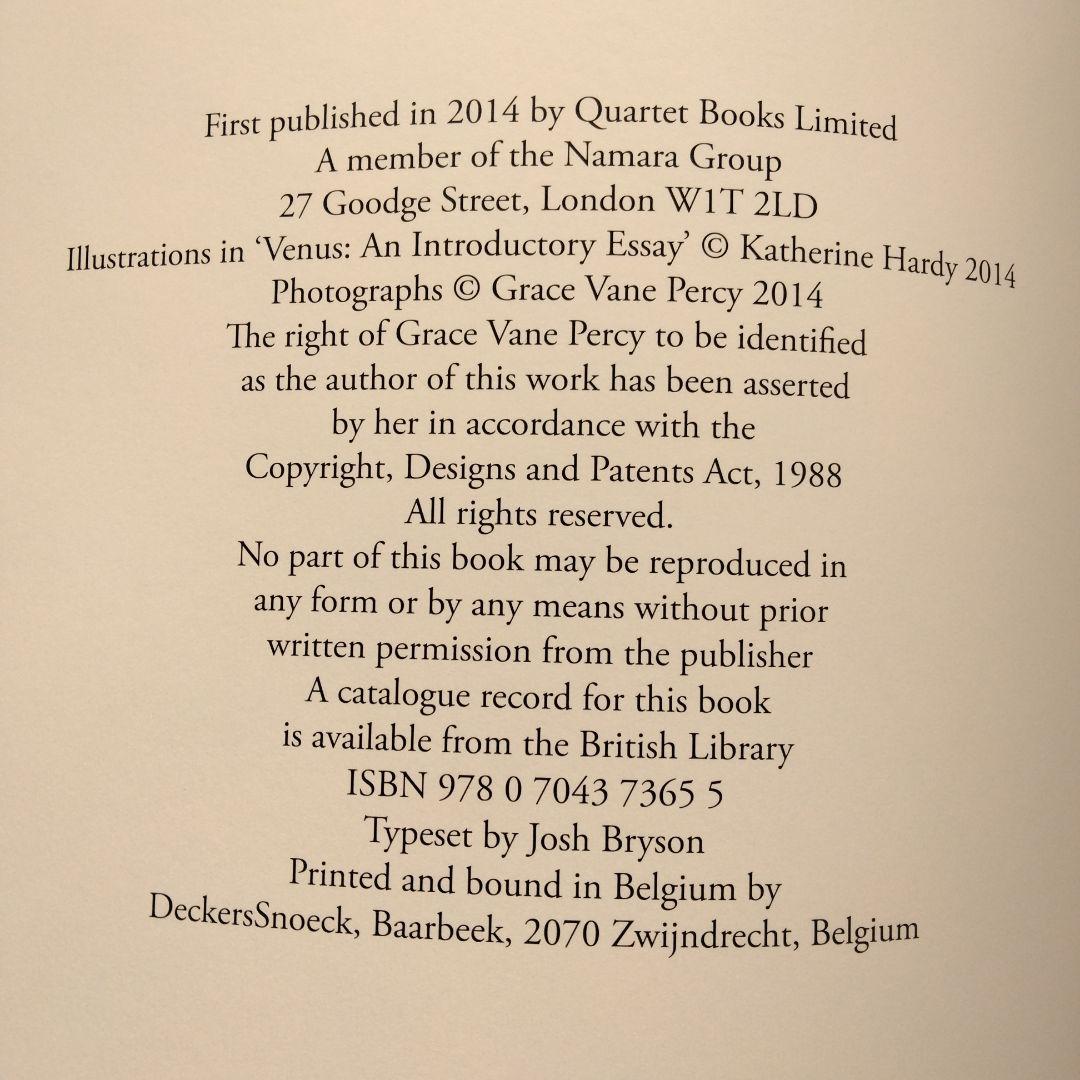 First published in 2014 by Quartet Books Limited
A member of the Namara Group
27 Goodge Street, London W1T 2LD
Illustrations in ‘Venus: An Introductory Essay’ © Katherine Hardy 2014
Photographs © Grace Vane Percy 2014
The right of Grace Vane Percy to be identified
as the author of this work has been asserted
by her in accordance with the
Copyright, Designs and Patents Act, 1988
All rights reserved.
No part of this book may be reproduced in
any form or by any means without prior
written permission from the publisher
A catalogue record for this book
is available from the British Library
ISBN 978 0 7043 7365 5
Typeset by Josh Bryson
Printed and bound in Belgium by
DeckersSnoeck, Baarbeek, 2070 Zwijndrecht, Belgium